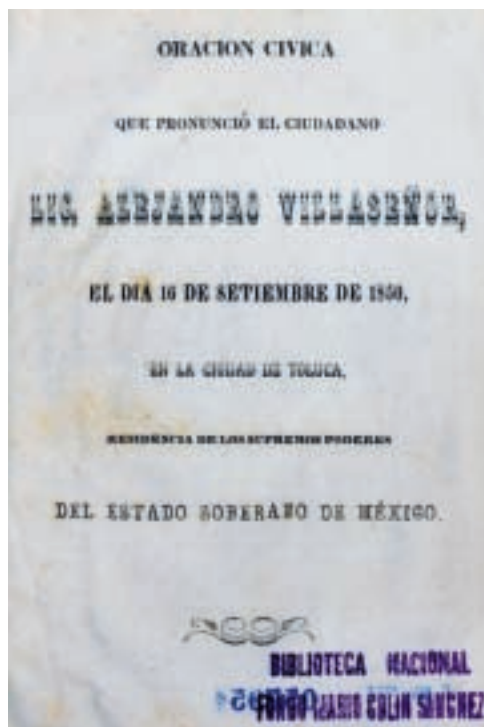 ORACION CIVICA
QUE PRONUNCIÓ EL CIUDADANO
LIC. ALEJANDRO VILLASEÑOR,
EL DIA 16 DE SETIEMBRE DE 1850,
EN LA CIUDAD DE TOLUCA,
RESIDENCIA DE LOS SUPREMOS PODERES
DEL ESTADO SOBERANO DE MÉXICO.
BIBLIOTECA NACIONAL
FONDO MARIO COLIN SANCHEZ